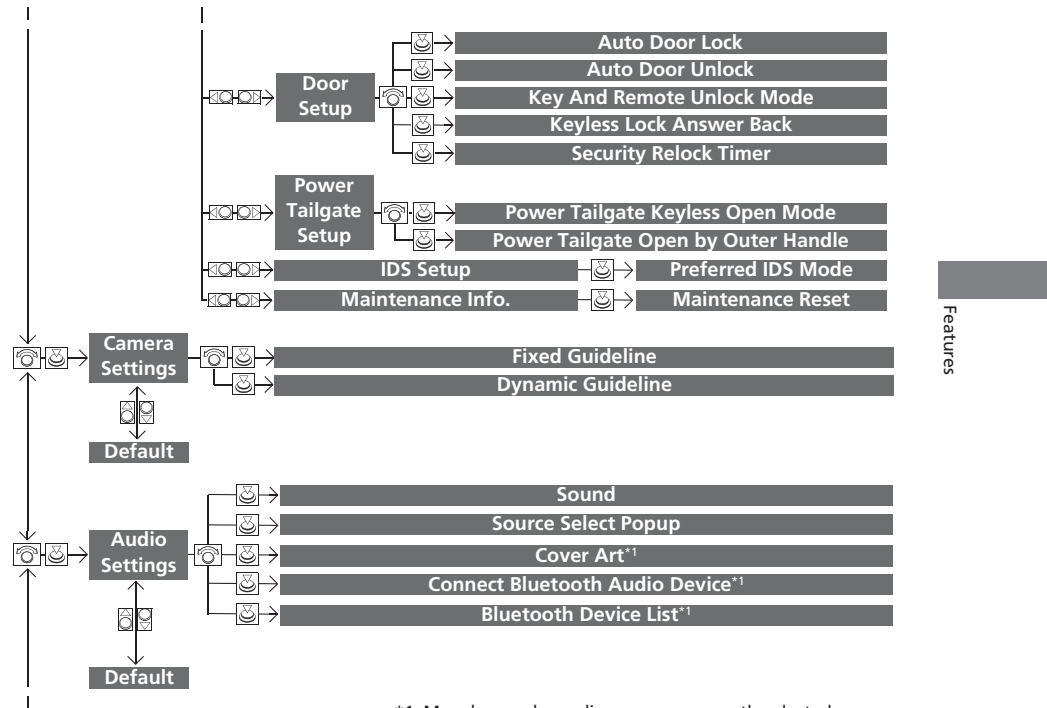 Auto Door Lock
Auto Door Unlock
Door
Setup
Key And Remote Unlock Mode
Keyless Lock Answer Back
Security Relock Timer
Power
Tailgate
Setup
Power Tailgate Keyless Open Mode
Power Tailgate Open by Outer Handle
IDS Setup
Preferred IDS Mode
Maintenance Info.
Maintenance Reset
Features
Camera
Settings
Fixed Guideline
Dynamic Guideline
Default
Sound
Source Select Popup
Audio
Settings
Cover Art*1
Connect Bluetooth Audio Device*1
Bluetooth Device List*1
Default